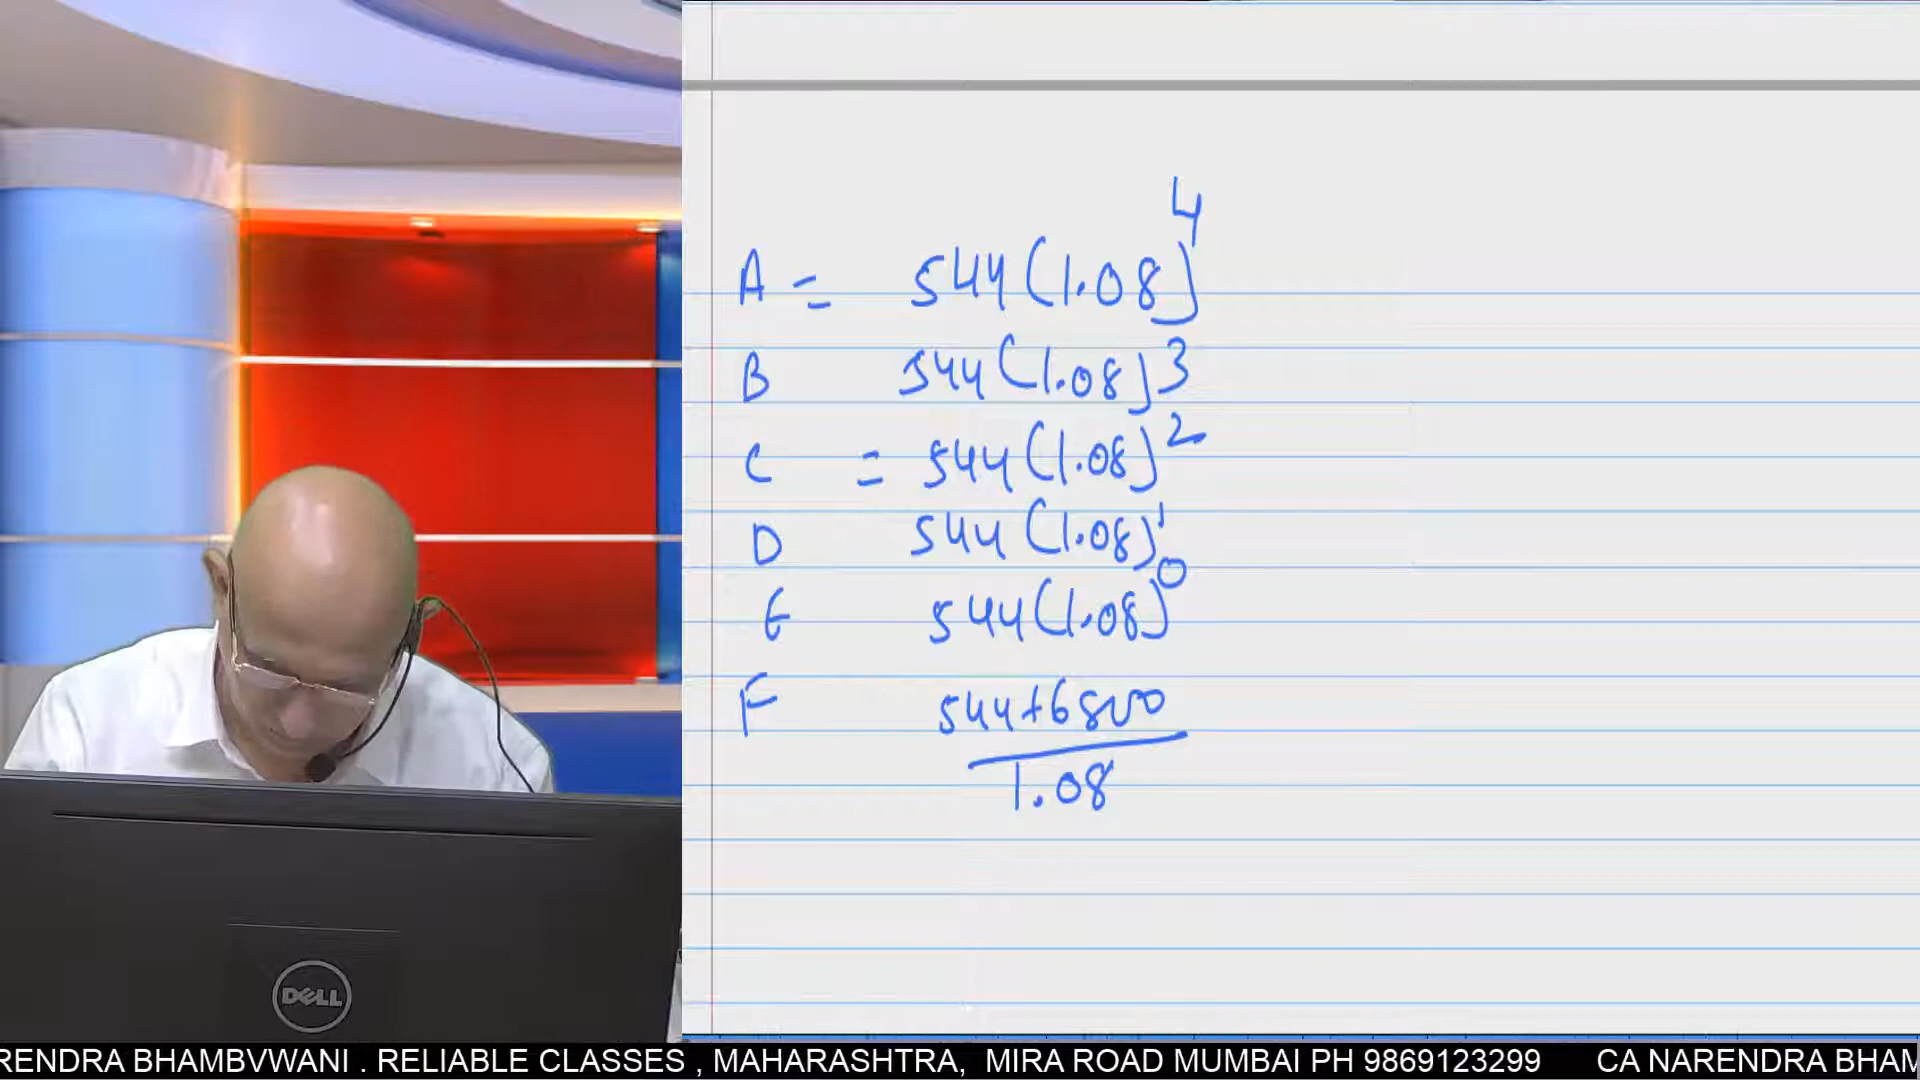 A = 544(1.08)^4
B 544(1.08)^3
C = 544(1.08)^2
D 544(1.08)^1
E 544(1.08)^0
F 544+6800
1.08
DELL
RENDRA BHAMBVWANI . RELIABLE CLASSES , MAHARASHTRA, MIRA ROAD MUMBAI PH 9869123299 CA NARENDRA BHAM